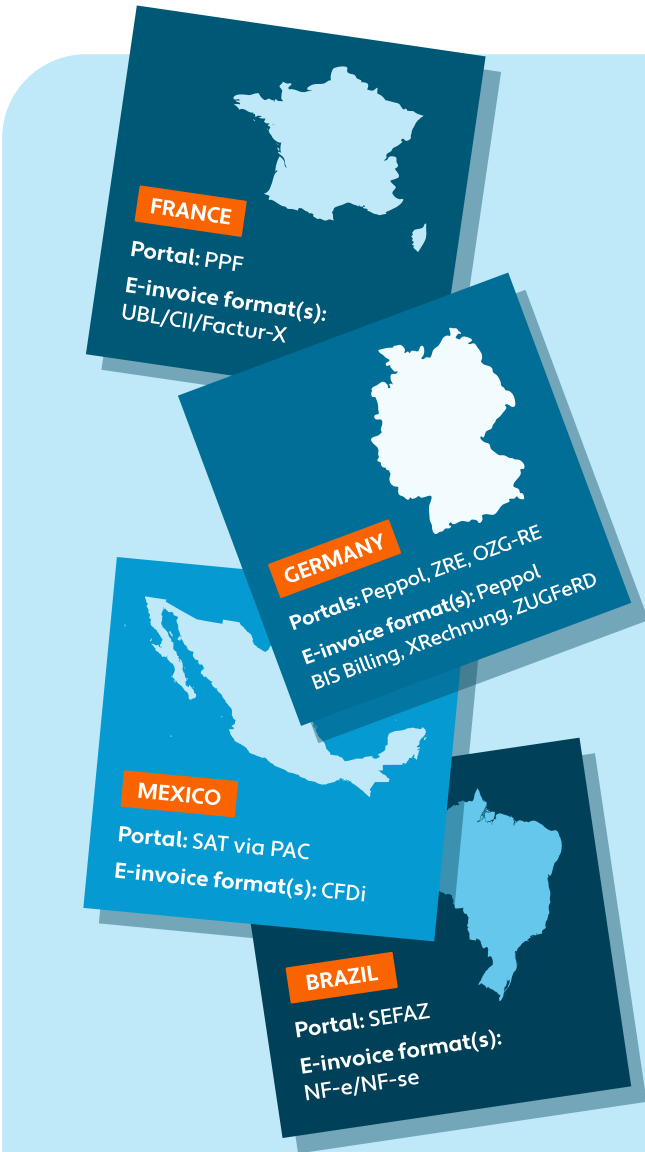 FRANCE
Portal: PPF
E-invoice format(s):
UBL/CII/Factur-X
GERMANY
Portals: Peppol, ZRE, OZG-RE
E-invoice format(s): Peppol
BIS Billing, XRechnung, ZUGFeRD
MEXICO
Portal: SAT via PAC
E-invoice format(s): CFDi
BRAZIL
Portal: SEFAZ
E-invoice format(s):
NF-e/NF-se